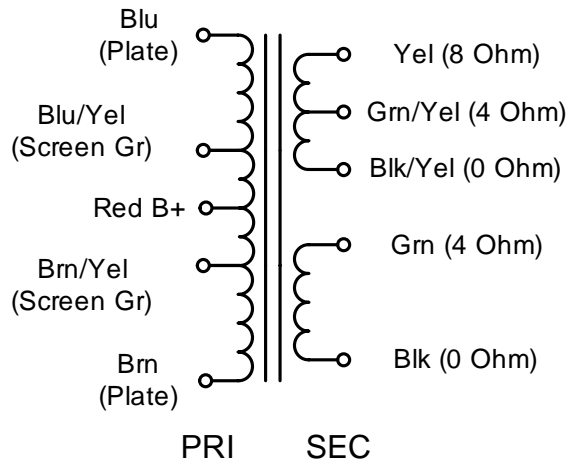 Blu
(Plate)
Blu/Yel
(Screen Gr)
Red B+
Brn/Yel
(Screen Gr)
Brn
(Plate)
Yel (8 Ohm)
Grn/Yel (4 Ohm)
Blk/Yel (0 Ohm)
Grn (4 Ohm)
Blk (0 Ohm)
PRI
SEC